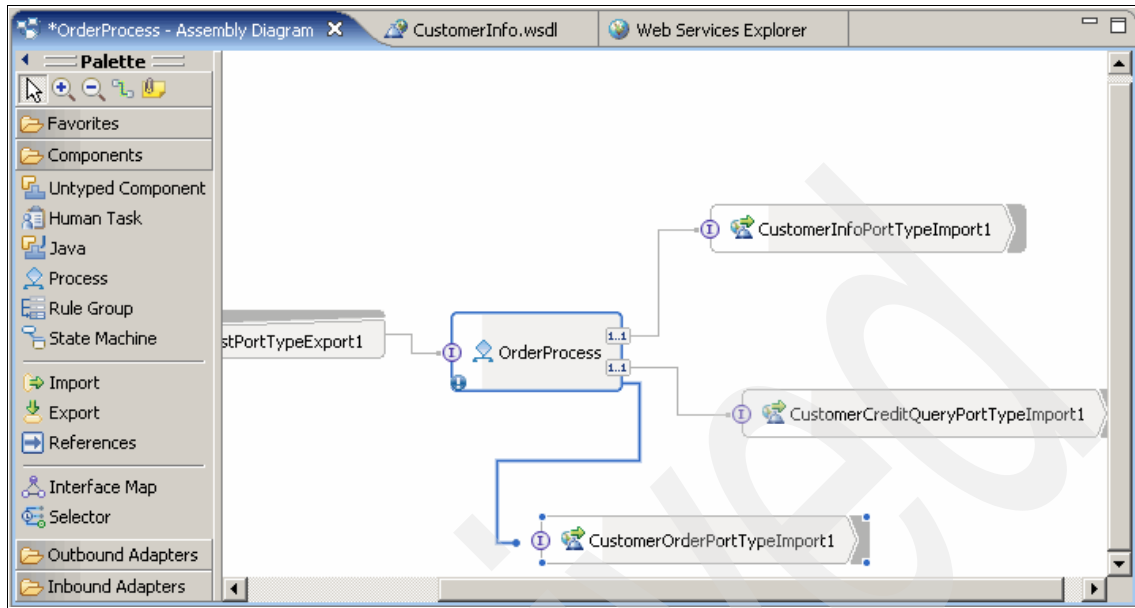 *OrderProcess - Assembly Diagram
CustomerInfo.wsdl
Web Services Explorer
Palette
Favorites
Components
Untyped Component
Human Task
Java
Process
Rule Group
State Machine
Import
Export
References
Interface Map
Selector
Outbound Adapters
Inbound Adapters
I CustomerInfoPortTypeImport1
stPortTypeExport1
I OrderProcess
1..1
1..1
I CustomerCreditQueryPortTypeImport1
I CustomerOrderPortTypeImport1